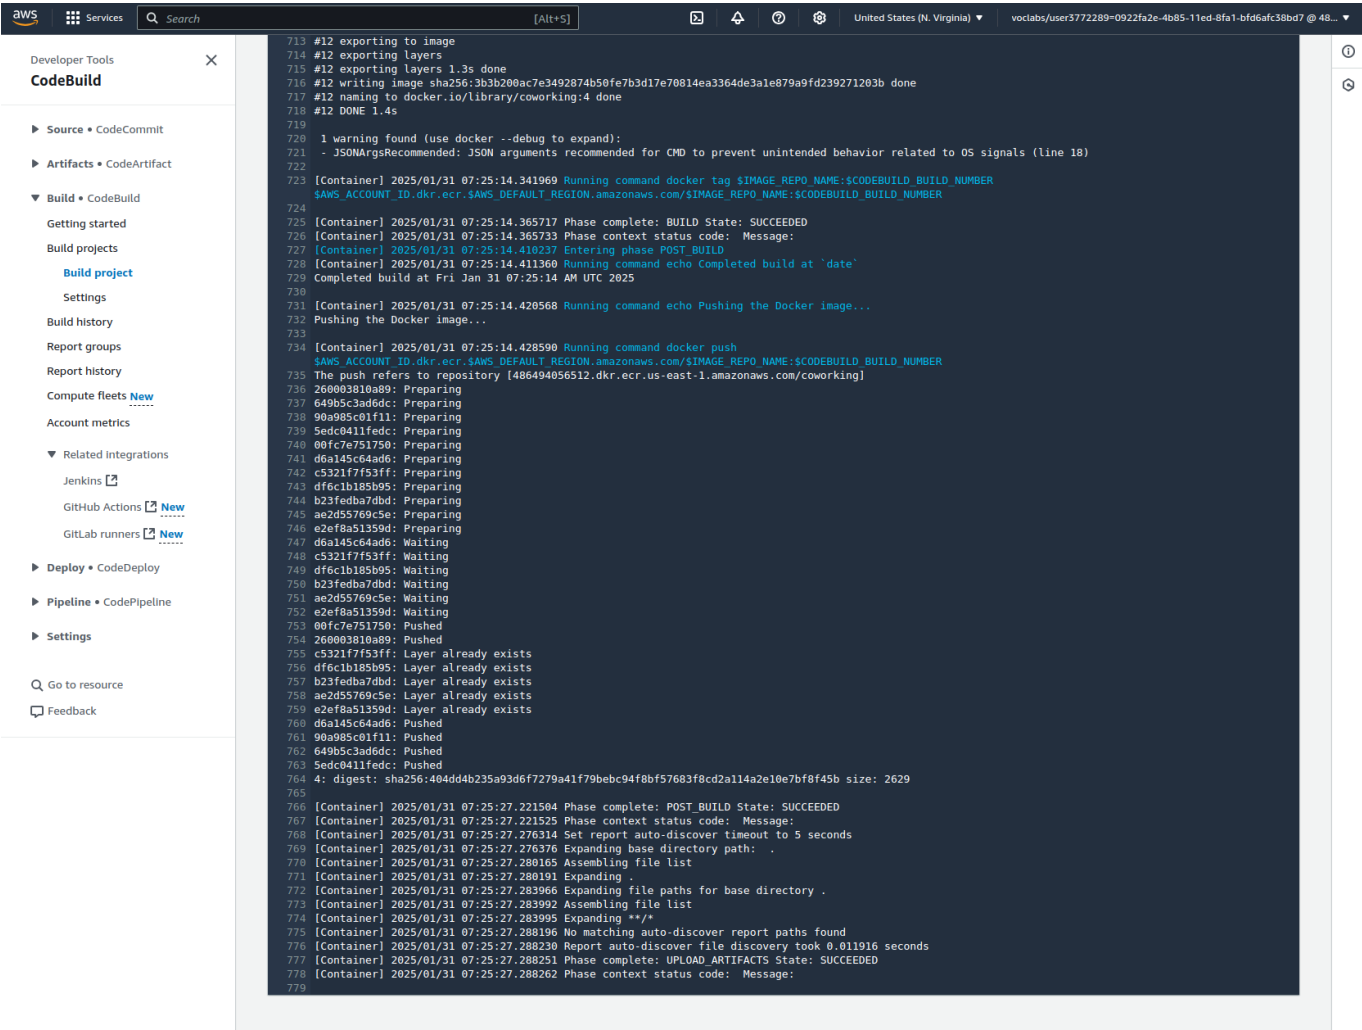 aws
Services
Search
[Alt+S]
United States (N. Virginia)
voclabs/user3772289=0922fa2e-4b85-11ed-8fa1-bfd6afc38bd7 @ 48...
Developer Tools
CodeBuild
Source • CodeCommit
Artifacts • CodeArtifact
Build • CodeBuild
Getting started
Build projects
Build project
Settings
Build history
Report groups
Report history
Compute fleets New
Account metrics
Related integrations
Jenkins
GitHub Actions New
GitLab runners New
Deploy • CodeDeploy
Pipeline • CodePipeline
Settings
Go to resource
Feedback
713 #12 exporting to image
714 #12 exporting layers
715 #12 exporting layers 1.3s done
716 #12 writing image sha256:3b3b200ac7e3492874b50fe7b3d17e70814ea3364de3a1e879a9fd239271203b done
717 #12 naming to docker.io/library/coworking:4 done
718 #12 DONE 1.4s
719
720 1 warning found (use docker --debug to expand):
721 - JSONArgsRecommended: JSON arguments recommended for CMD to prevent unintended behavior related to OS signals (line 18)
722
723 [Container] 2025/01/31 07:25:14.341969 Running command docker tag $IMAGE_REPO_NAME:$CODEBUILD_BUILD_NUMBER
$AWS_ACCOUNT_ID.dkr.ecr.$AWS_DEFAULT_REGION.amazonaws.com/$IMAGE_REPO_NAME:$CODEBUILD_BUILD_NUMBER
724
725 [Container] 2025/01/31 07:25:14.365717 Phase complete: BUILD State: SUCCEEDED
726 [Container] 2025/01/31 07:25:14.365733 Phase context status code:  Message:
727 [Container] 2025/01/31 07:25:14.410237 Entering phase POST_BUILD
728 [Container] 2025/01/31 07:25:14.411360 Running command echo Completed build at `date`
729 Completed build at Fri Jan 31 07:25:14 AM UTC 2025
730
731 [Container] 2025/01/31 07:25:14.420568 Running command echo Pushing the Docker image...
732 Pushing the Docker image...
733
734 [Container] 2025/01/31 07:25:14.428590 Running command docker push
$AWS_ACCOUNT_ID.dkr.ecr.$AWS_DEFAULT_REGION.amazonaws.com/$IMAGE_REPO_NAME:$CODEBUILD_BUILD_NUMBER
735 The push refers to repository [486494056512.dkr.ecr.us-east-1.amazonaws.com/coworking]
736 260003810a89: Preparing
737 649b5c3ad6dc: Preparing
738 90a985c01f11: Preparing
739 5edc0411fedc: Preparing
740 00fc7e751750: Preparing
741 d6a145c64ad6: Preparing
742 c5321f7f53ff: Preparing
743 df6c1b185b95: Preparing
744 b23fedba7dbd: Preparing
745 ae2d55769c5e: Preparing
746 e2ef8a51359d: Preparing
747 d6a145c64ad6: Waiting
748 c5321f7f53ff: Waiting
749 df6c1b185b95: Waiting
750 b23fedba7dbd: Waiting
751 ae2d55769c5e: Waiting
752 e2ef8a51359d: Waiting
753 00fc7e751750: Pushed
754 260003810a89: Pushed
755 c5321f7f53ff: Layer already exists
756 df6c1b185b95: Layer already exists
757 b23fedba7dbd: Layer already exists
758 ae2d55769c5e: Layer already exists
759 e2ef8a51359d: Layer already exists
760 d6a145c64ad6: Pushed
761 90a985c01f11: Pushed
762 649b5c3ad6dc: Pushed
763 5edc0411fedc: Pushed
764 4: digest: sha256:404dd4b235a93d6f7279a41f79bebc94f8bf57683f8cd2a114a2e10e7bf8f45b size: 2629
765
766 [Container] 2025/01/31 07:25:27.221504 Phase complete: POST_BUILD State: SUCCEEDED
767 [Container] 2025/01/31 07:25:27.221525 Phase context status code:  Message:
768 [Container] 2025/01/31 07:25:27.276314 Set report auto-discover timeout to 5 seconds
769 [Container] 2025/01/31 07:25:27.276376 Expanding base directory path:  .
770 [Container] 2025/01/31 07:25:27.280165 Assembling file list
771 [Container] 2025/01/31 07:25:27.280191 Expanding .
772 [Container] 2025/01/31 07:25:27.283966 Expanding file paths for base directory .
773 [Container] 2025/01/31 07:25:27.283992 Assembling file list
774 [Container] 2025/01/31 07:25:27.283995 Expanding **/*
775 [Container] 2025/01/31 07:25:27.288196 No matching auto-discover report paths found
776 [Container] 2025/01/31 07:25:27.288230 Report auto-discover file discovery took 0.011916 seconds
777 [Container] 2025/01/31 07:25:27.288251 Phase complete: UPLOAD_ARTIFACTS State: SUCCEEDED
778 [Container] 2025/01/31 07:25:27.288262 Phase context status code:  Message:
779